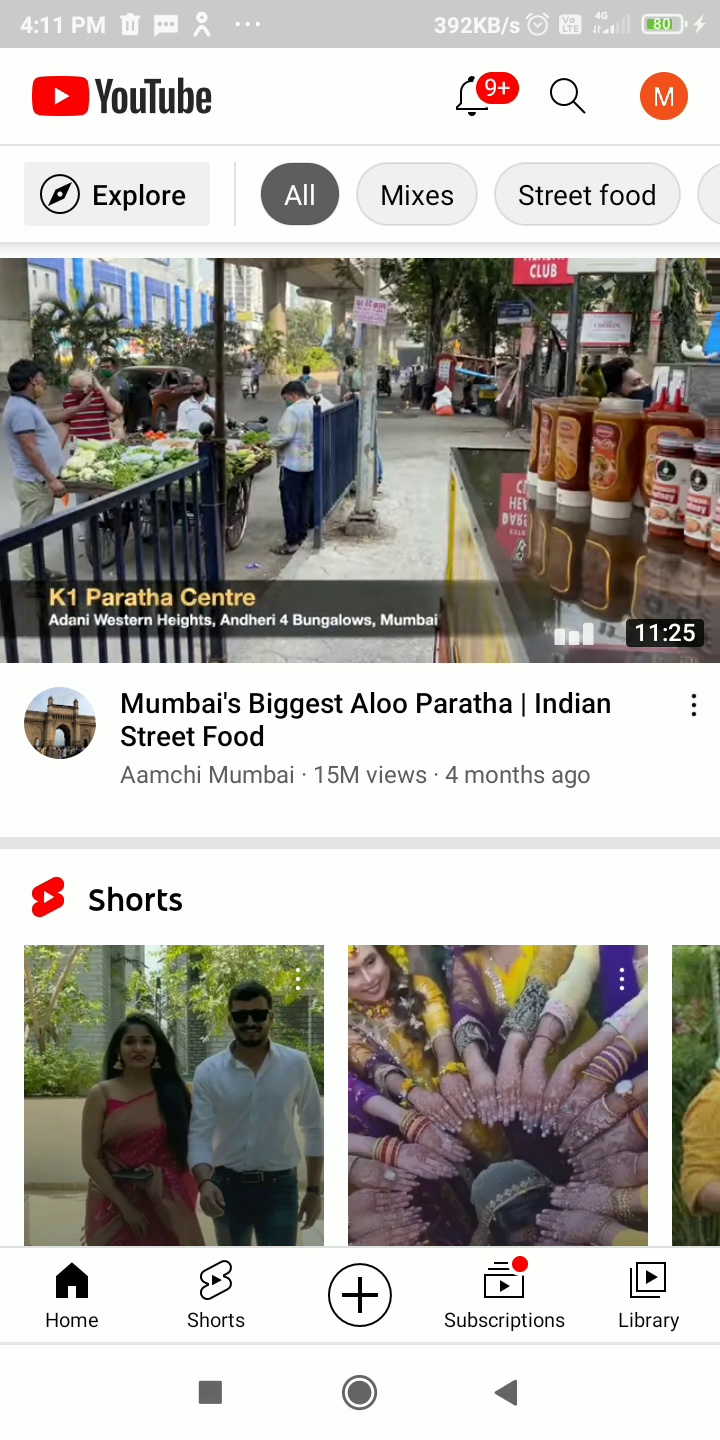 4:11 PM
392KB/s
Vo
LTE
4G
80
YouTube
9+
M
Explore
All
Mixes
Street food
CLUB
K1 Paratha Centre
Adani Western Heights, Andheri 4 Bungalows, Mumbai
11:25
Mumbai's Biggest Aloo Paratha | Indian
Street Food
Aamchi Mumbai · 15M views · 4 months ago
Shorts
Home
Shorts
Subscriptions
Library